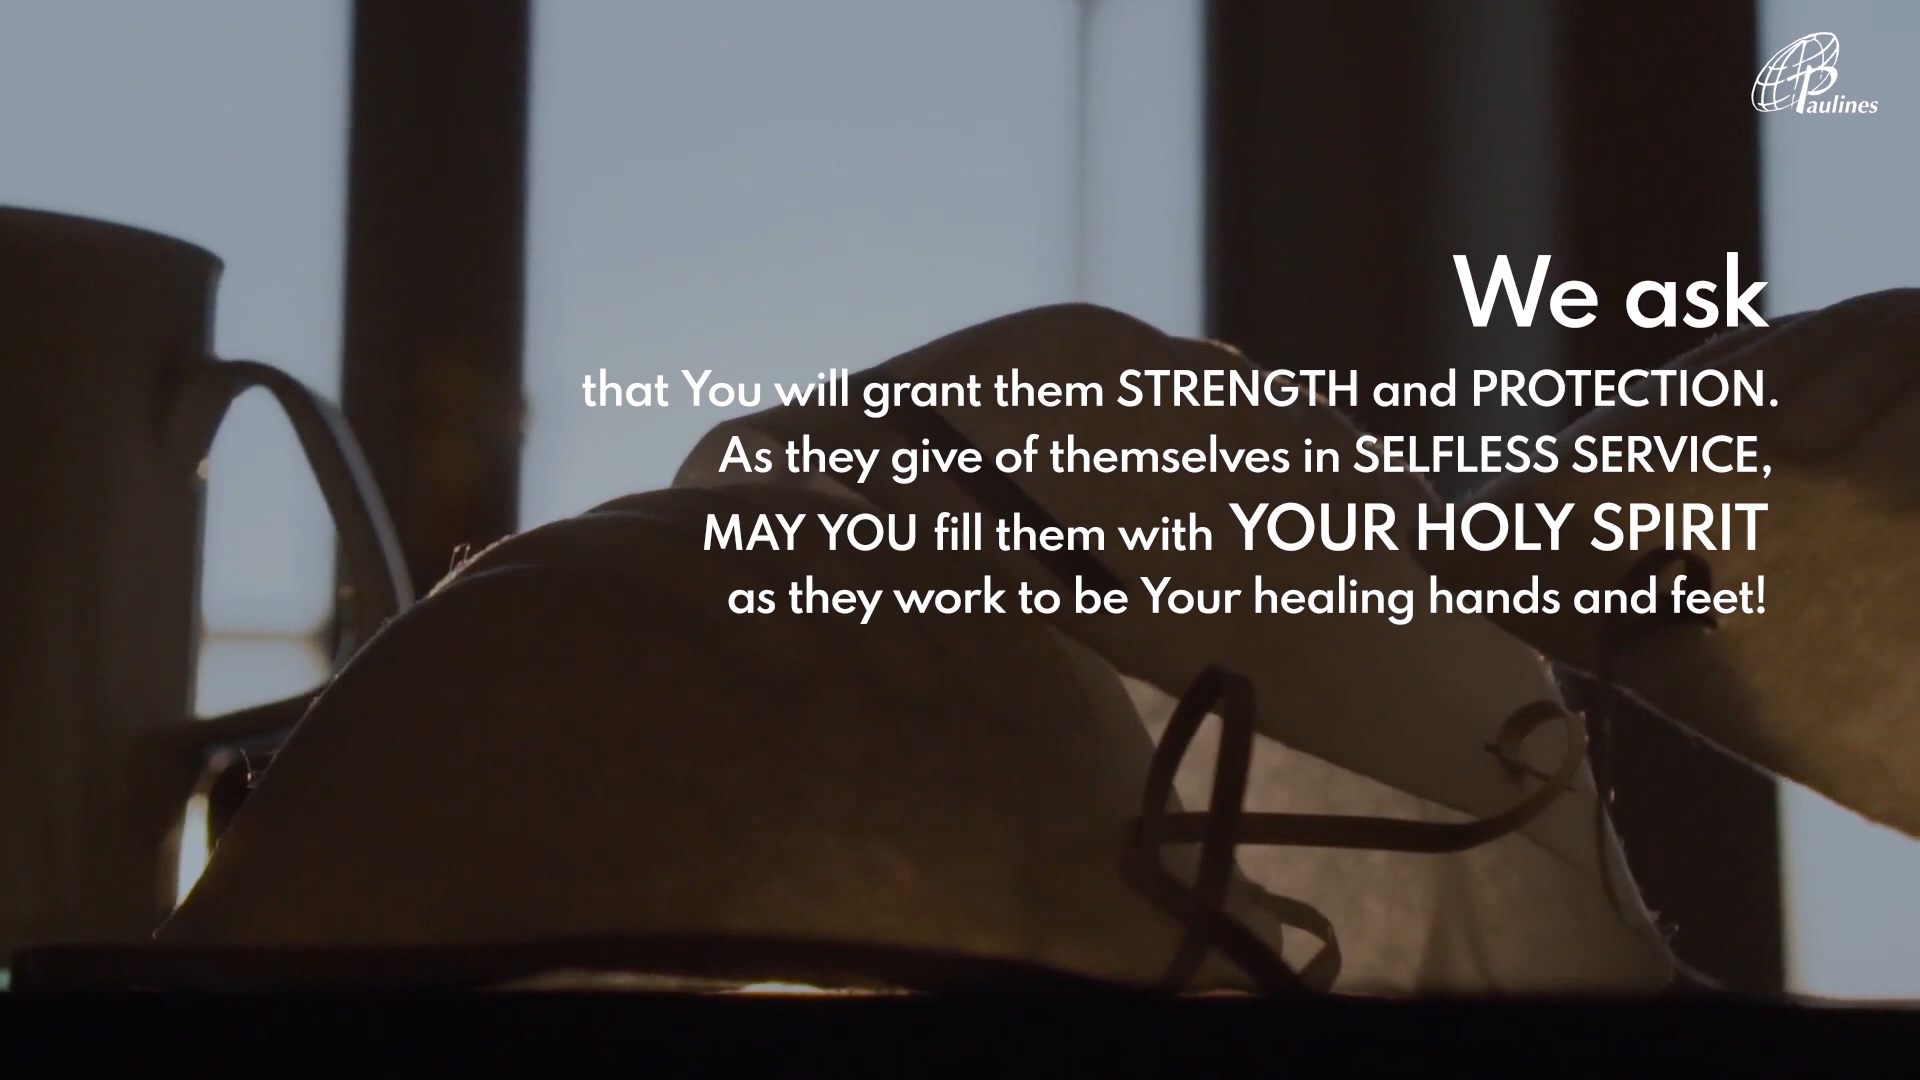 Paulines
We ask
that You will grant them STRENGTH and PROTECTION.
As they give of themselves in SELFLESS SERVICE,
MAY YOU fill them with YOUR HOLY SPIRIT
as they work to be Your healing hands and feet!